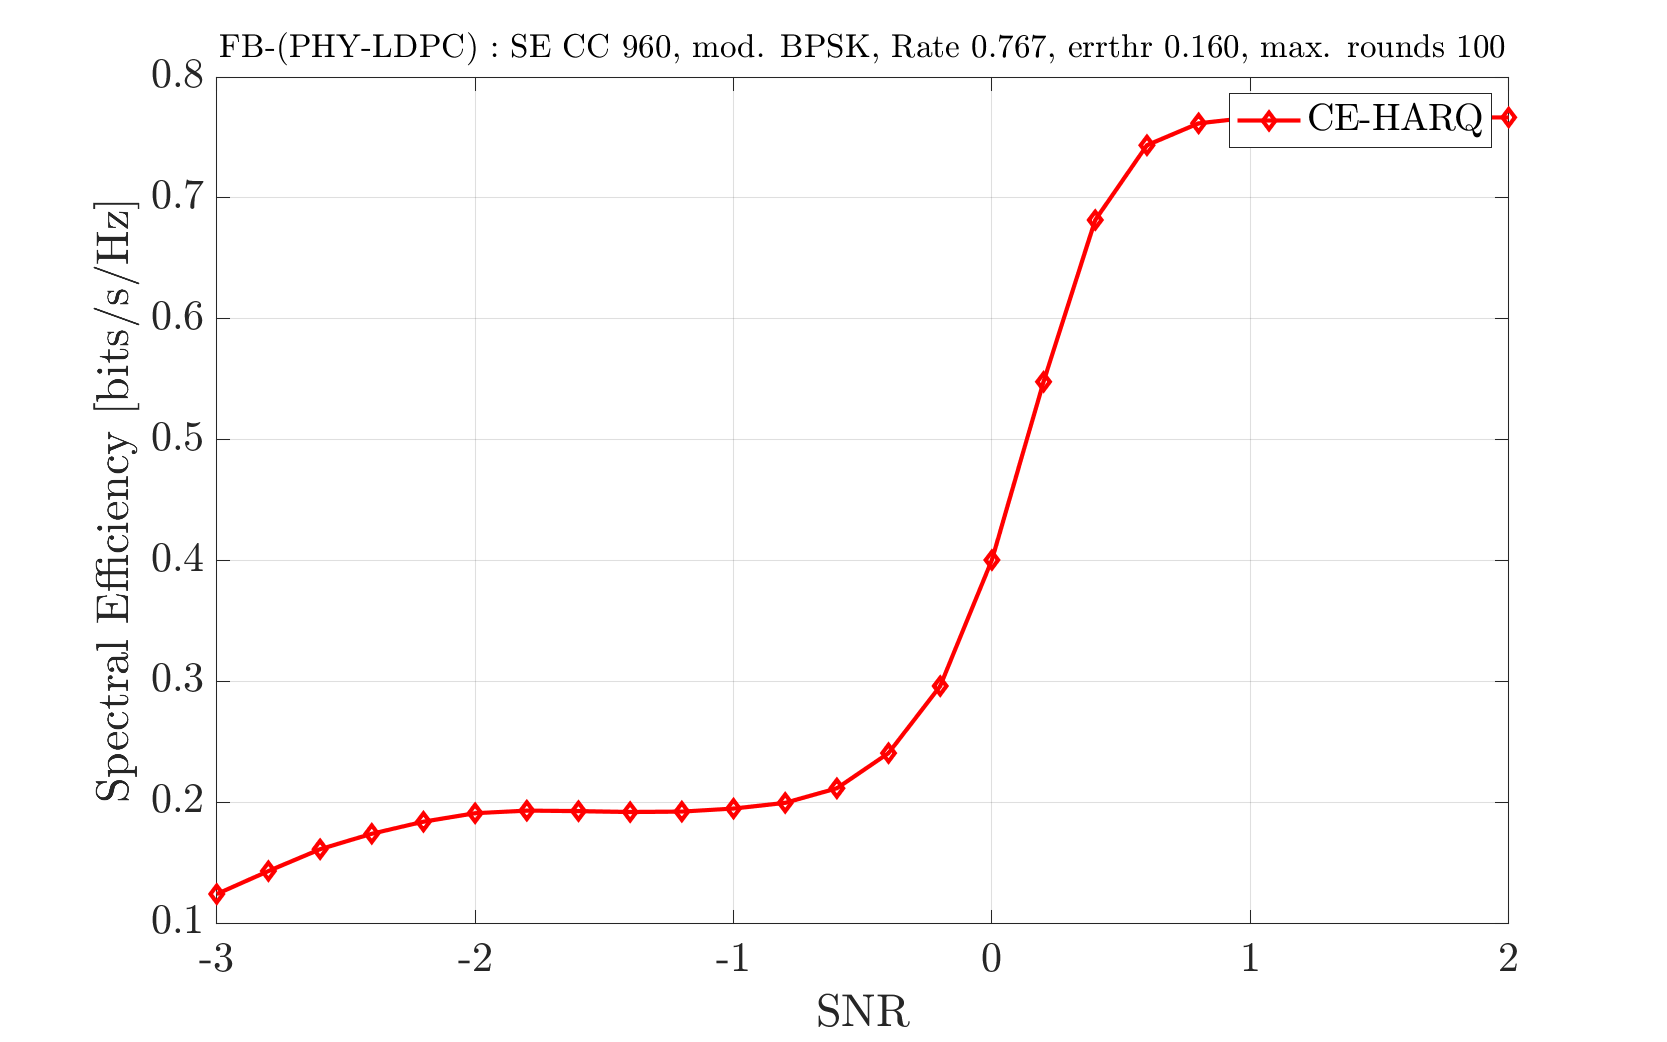 FB-(PHY-LDPC) : SE CC 960, mod. BPSK, Rate 0.767, errthr 0.160, max. rounds 100
CE-HARQ
Spectral Efficiency [bits/s/Hz]
0.8
0.7
0.6
0.5
0.4
0.3
0.2
0.1
-3 -2 -1 0 1 2
SNR